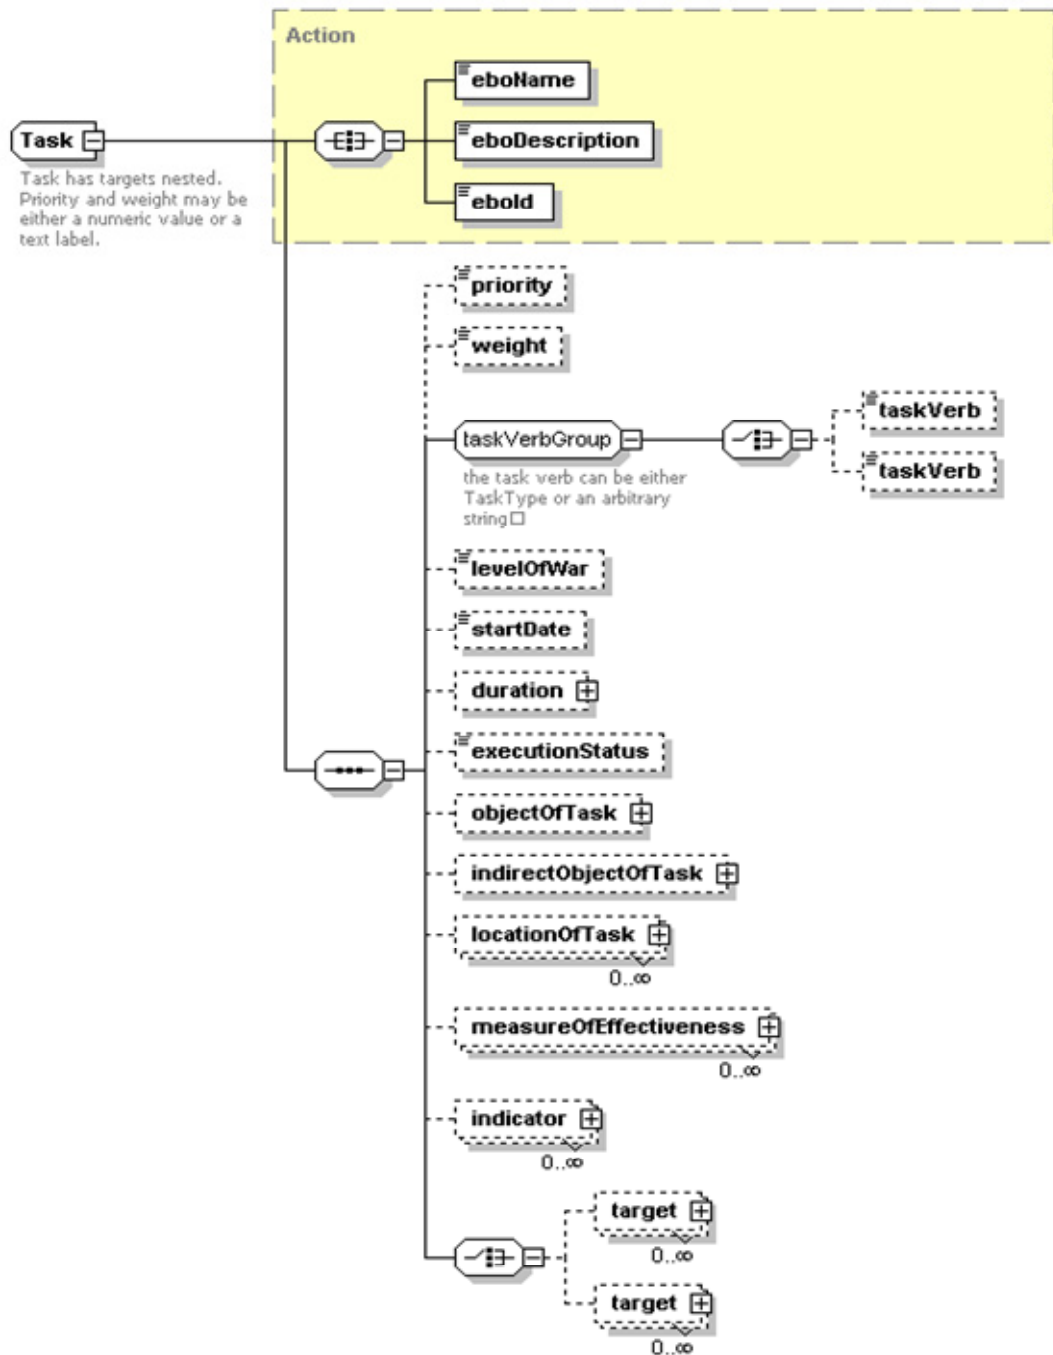 Action
eboName
Task
eboDescription
Task has targets nested.
Priority and weight may be
either a numeric value or a
text label.
eboId
priority
weight
taskVerb
taskVerbGroup
taskVerb
the task verb can be either
TaskType or an arbitrary
string□
levelOfWar
startDate
duration
executionStatus
objectOfTask
indirectObjectOfTask
locationOfTask
0..∞
measureOfEffectiveness
0..∞
indicator
0..∞
target
0..∞
target
0..∞